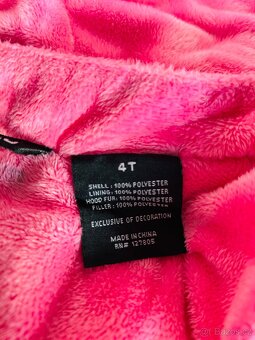 4T
SHELL: 100% POLYESTER
LINING: 100% POLYESTER
HOOD FUR: 100% POLYESTER
FILLER: 100% POLYESTER
EXCLUSIVE OF DECORATION
MADE IN CHINA
RN# 127805